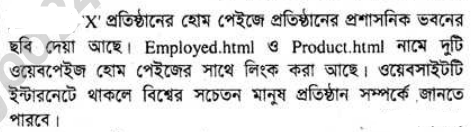 'X' প্রতিষ্ঠানের হোম পেইজে প্রতিষ্ঠানের প্রশাসনিক ভবনের
ছবি দেয়া আছে। Employed.html ও Product.html নামে দুটি
ওয়েবপেইজ হোম পেইজের সাথে লিংক করা আছে। ওয়েবসাইটটি
ইন্টারনেটে থাকলে বিশ্বের সচেতন মানুষ প্রতিষ্ঠান সম্পর্কে জানতে
পারবে।